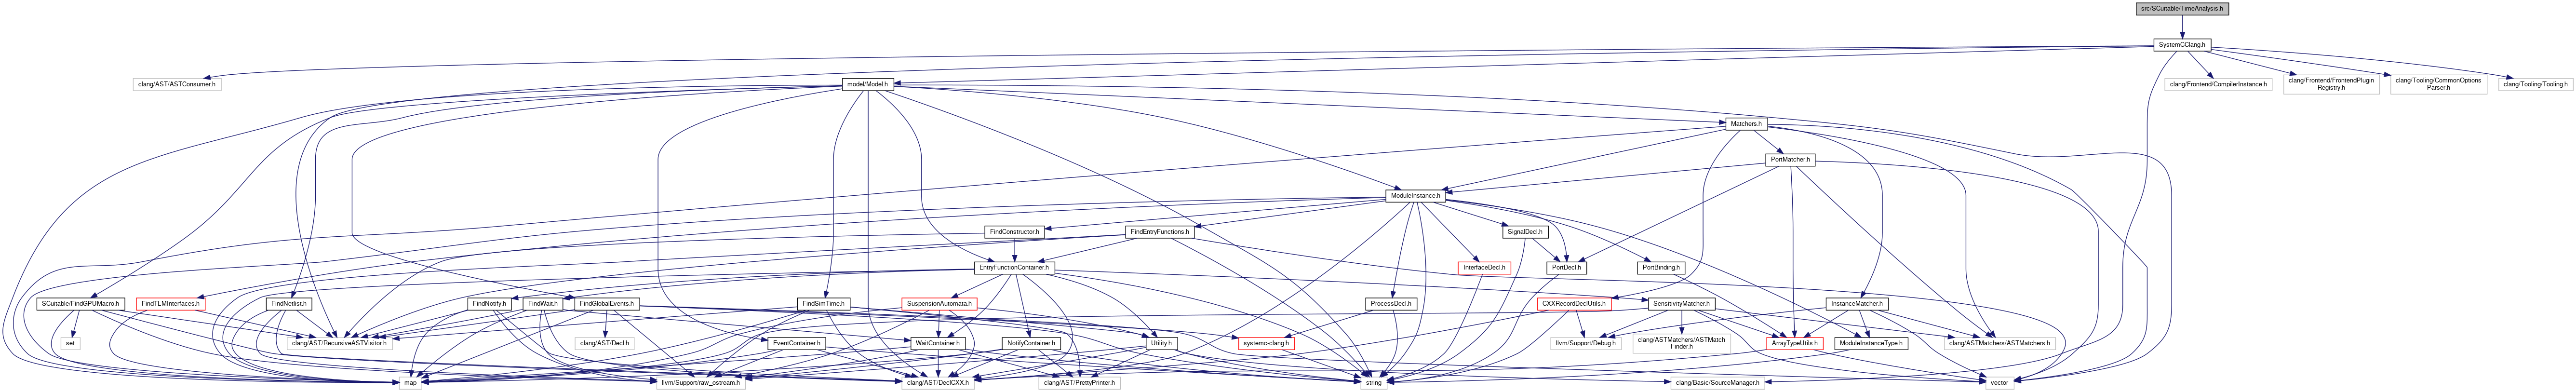 src/SCuitable/TimeAnalysis.h
SystemCClang.h
clang/AST/ASTConsumer.h
model/Model.h
clang/Frontend/CompilerInstance.h
clang/Frontend/FrontendPlugin
Registry.h
clang/Tooling/CommonOptions
Parser.h
clang/Tooling/Tooling.h
Matchers.h
PortMatcher.h
ModuleInstance.h
FindConstructor.h
FindEntryFunctions.h
SignalDecl.h
EntryFunctionContainer.h
InterfaceDecl.h
PortDecl.h
PortBinding.h
SCuitable/FindGPUMacro.h
FindTLMInterfaces.h
FindNetlist.h
FindNotify.h
FindWait.h
FindGlobalEvents.h
FindSimTime.h
SuspensionAutomata.h
ProcessDecl.h
CXXRecordDeclUtils.h
SensitivityMatcher.h
InstanceMatcher.h
set
clang/AST/RecursiveASTVisitor.h
clang/AST/Decl.h
EventContainer.h
WaitContainer.h
NotifyContainer.h
Utility.h
systemc-clang.h
llvm/Support/Debug.h
clang/ASTMatchers/ASTMatch
Finder.h
ArrayTypeUtils.h
ModuleInstanceType.h
clang/ASTMatchers/ASTMatchers.h
map
llvm/Support/raw_ostream.h
clang/AST/DeclCXX.h
clang/AST/PrettyPrinter.h
string
clang/Basic/SourceManager.h
vector